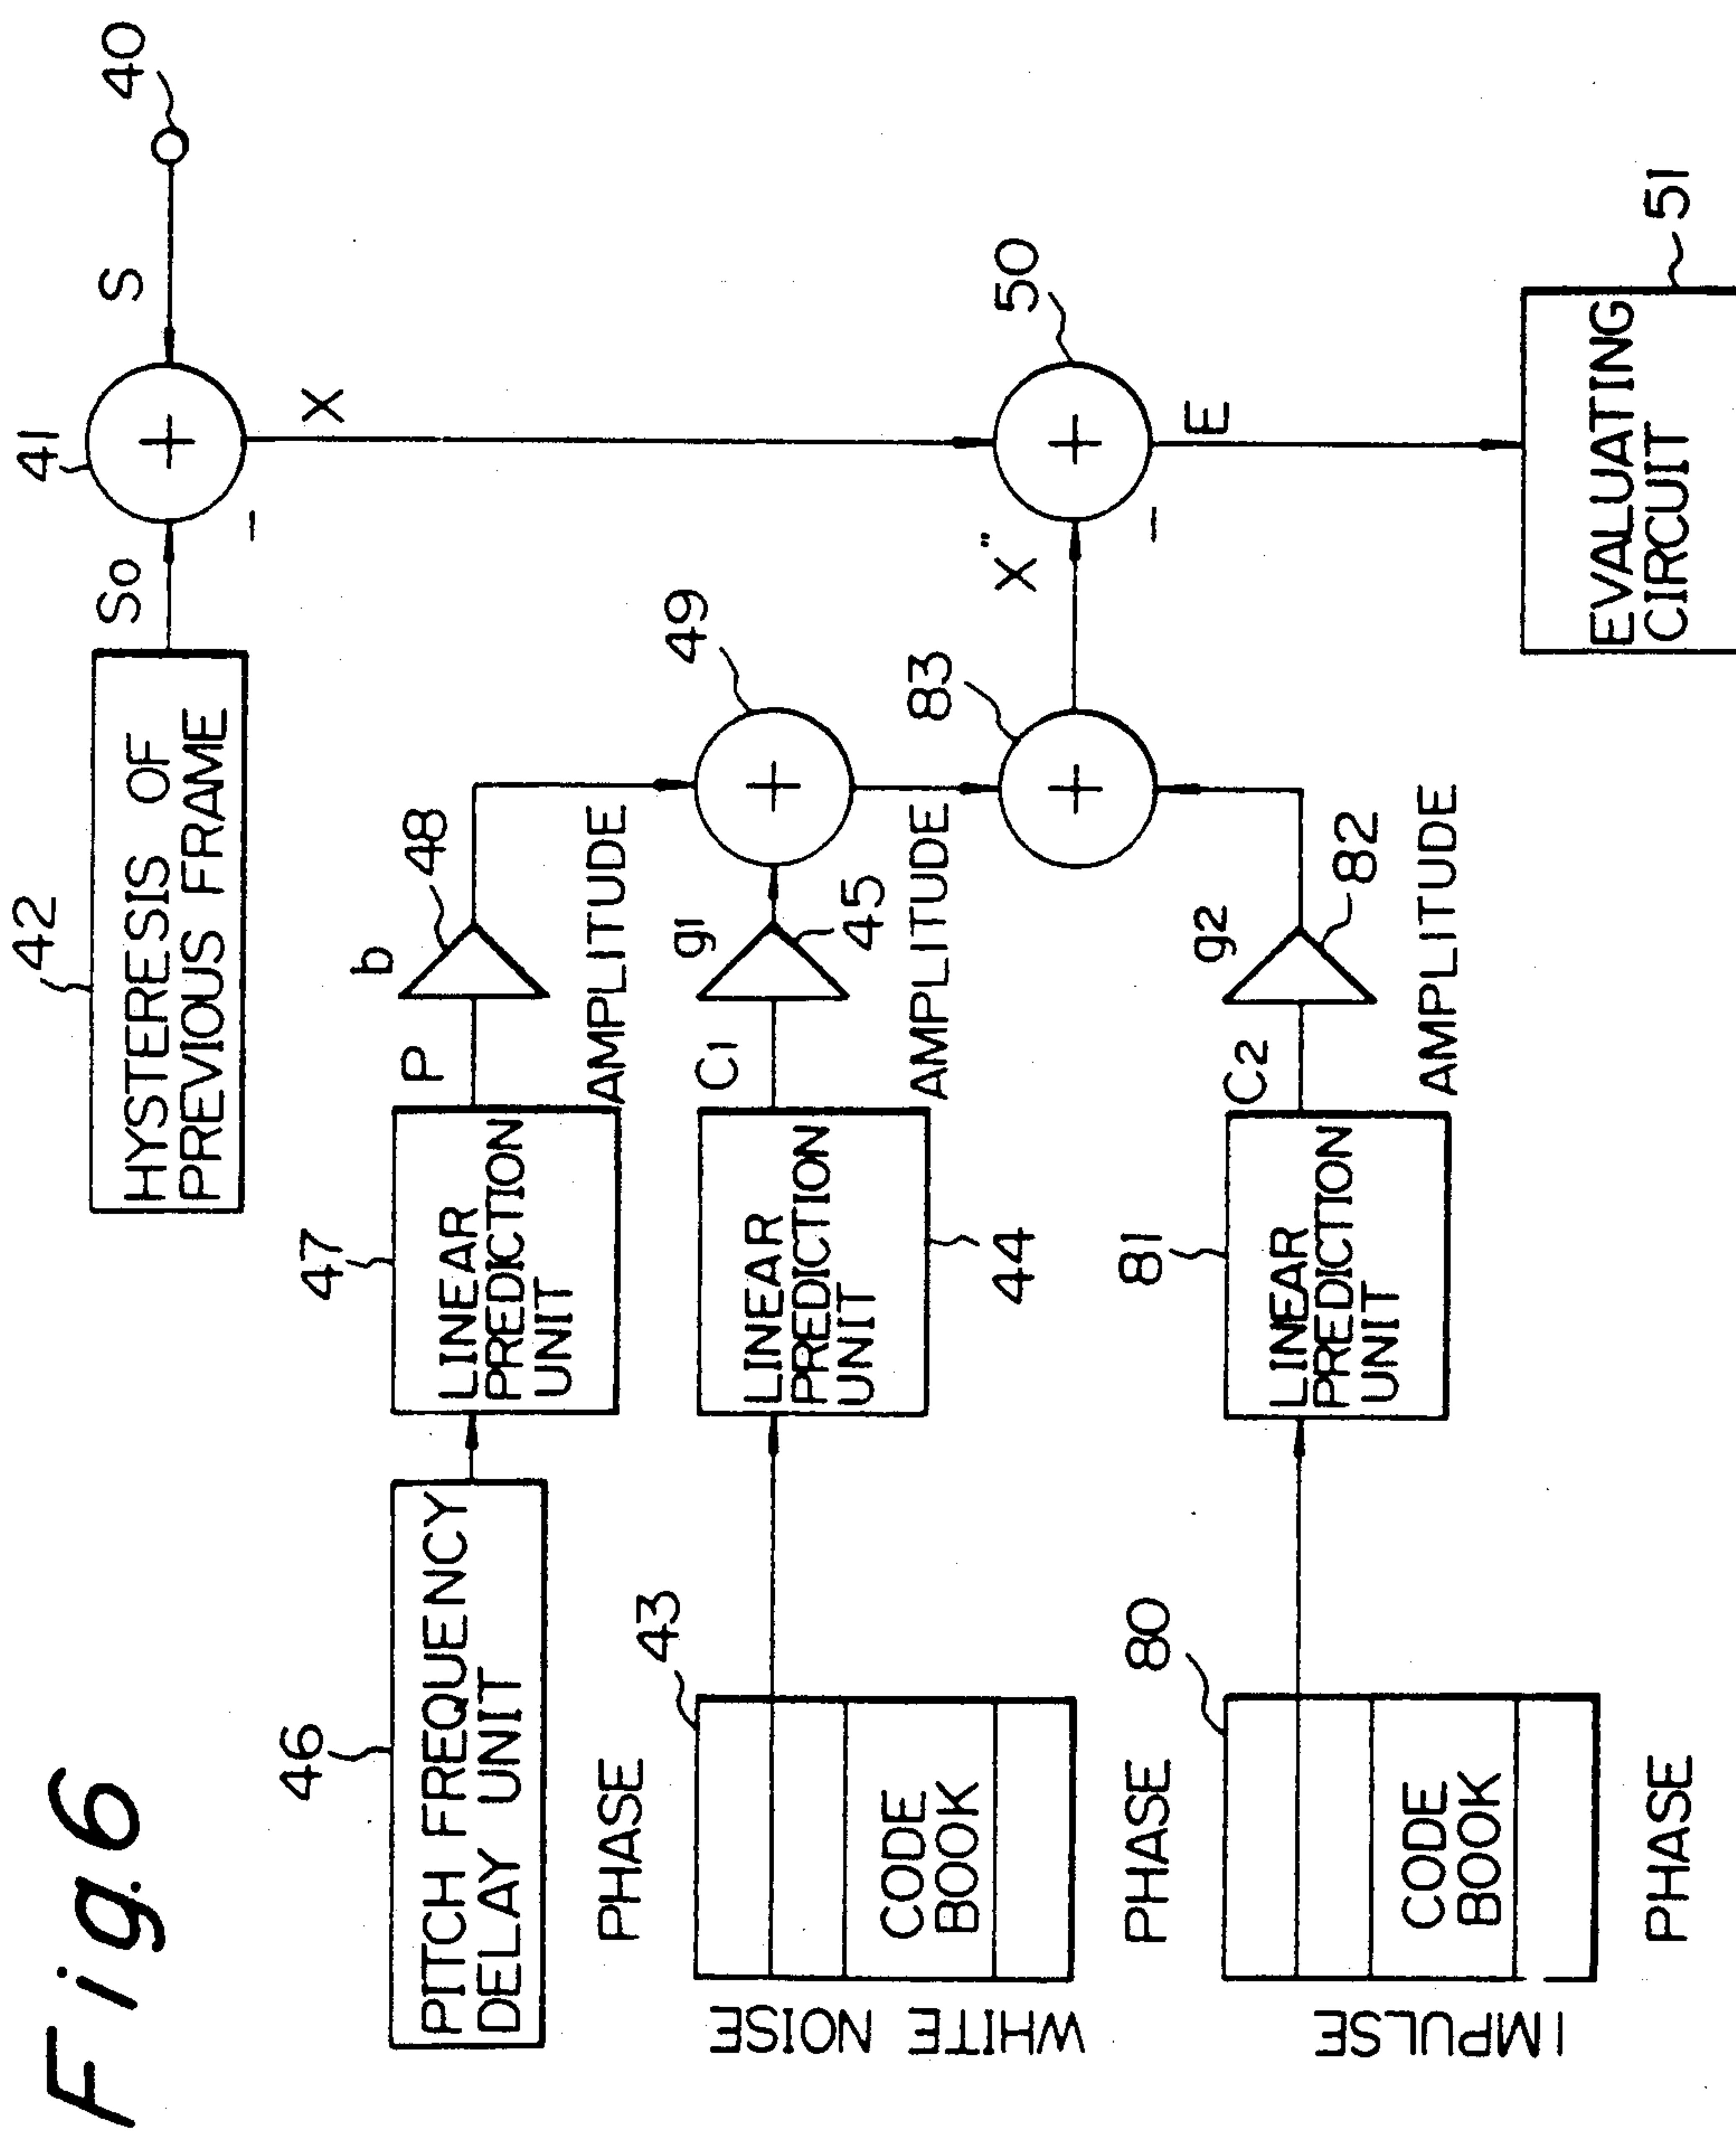 Fig. 6
42
41
40
HYSTERESIS OF
PREVIOUS FRAME
So
S
-
X
46
PITCH FREQUENCY
DELAY UNIT
PHASE
47
LINEAR
PREDICTION
UNIT
P
b
48
AMPLITUDE
49
WHITE NOISE
43
CODE
BOOK
PHASE
LINEAR
PREDICTION
UNIT
44
C1
g1
45
AMPLITUDE
83
X"
50
-
E
IMPULSE
80
CODE
BOOK
PHASE
81
LINEAR
PREDICTION
UNIT
C2
g2
82
AMPLITUDE
EVALUATING
CIRCUIT
51
+
+
+
+